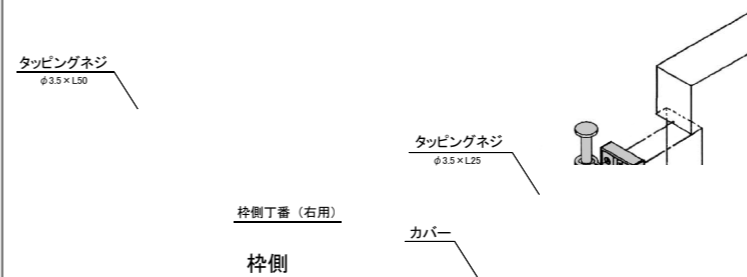 タッピングネジ
φ3.5×L50
タッピングネジ
φ3.5×L25
枠側丁番（右用）
カバー
枠側